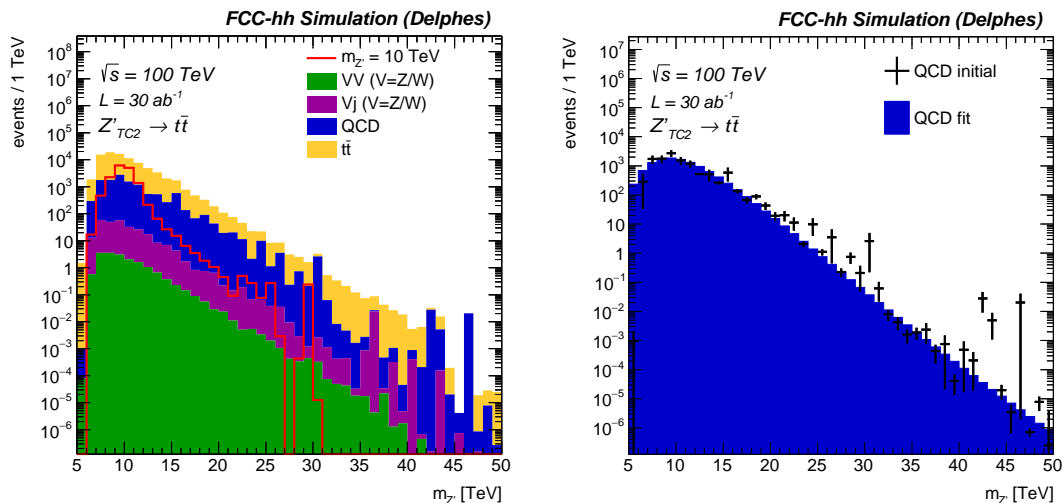 FCC-hh Simulation (Delphes)
events / 1 TeV
10⁸
10⁷
10⁶
10⁵
10⁴
10³
10²
10
1
10⁻¹
10⁻²
10⁻³
10⁻⁴
10⁻⁵
10⁻⁶
√s = 100 TeV
L = 30 ab⁻¹
Z'_TC2 → tt̄
m_Z' = 10 TeV
VV (V=Z/W)
Vj (V=Z/W)
QCD
tt̄
5 10 15 20 25 30 35 40 45 50
m_Z' [TeV]
FCC-hh Simulation (Delphes)
events / 1 TeV
10⁷
10⁶
10⁵
10⁴
10³
10²
10
1
10⁻¹
10⁻²
10⁻³
10⁻⁴
10⁻⁵
10⁻⁶
√s = 100 TeV
L = 30 ab⁻¹
Z'_TC2 → tt̄
QCD initial
QCD fit
5 10 15 20 25 30 35 40 45 50
m_Z' [TeV]